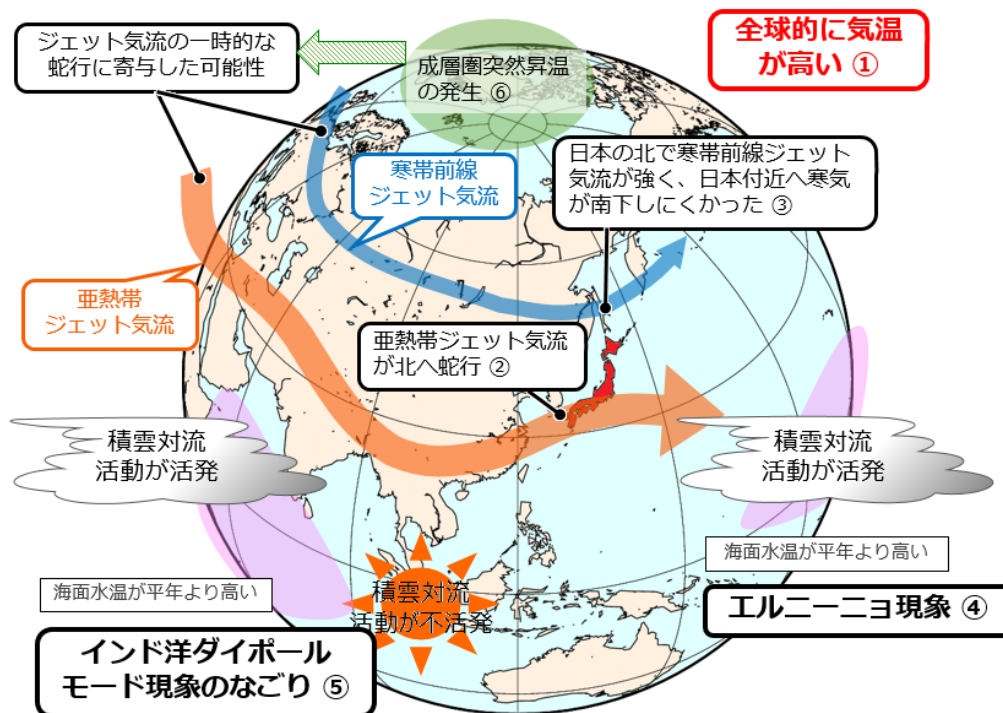 ジェット気流の一時的な
蛇行に寄与した可能性
成層圏突然昇温
の発生 ⑥
全球的に気温
が高い ①
寒帯前線
ジェット気流
日本の北で寒帯前線ジェット
気流が強く、日本付近へ寒気
が南下しにくかった ③
亜熱帯
ジェット気流
亜熱帯ジェット気流
が北へ蛇行 ②
積雲対流
活動が活発
積雲対流
活動が活発
海面水温が平年より高い
海面水温が平年より高い
積雲対流
活動が不活発
エルニーニョ現象 ④
インド洋ダイポール
モード現象のなごり ⑤